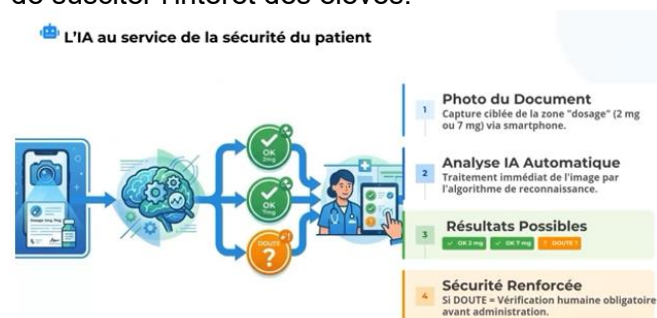 de susciter l'intérêt des élèves.
L'IA au service de la sécurité du patient
OK
2mg
OK
7mg
DOUTE
?
1
Photo du Document
Capture ciblée de la zone "dosage" (2 mg
ou 7 mg) via smartphone.
2
Analyse IA Automatique
Traitement immédiat de l'image par
l'algorithme de reconnaissance.
3
Résultats Possibles
✓ OK 2 mg ✓ OK 7 mg ? DOUTE !
4
Sécurité Renforcée
Si DOUTE = Vérification humaine obligatoire
avant administration.